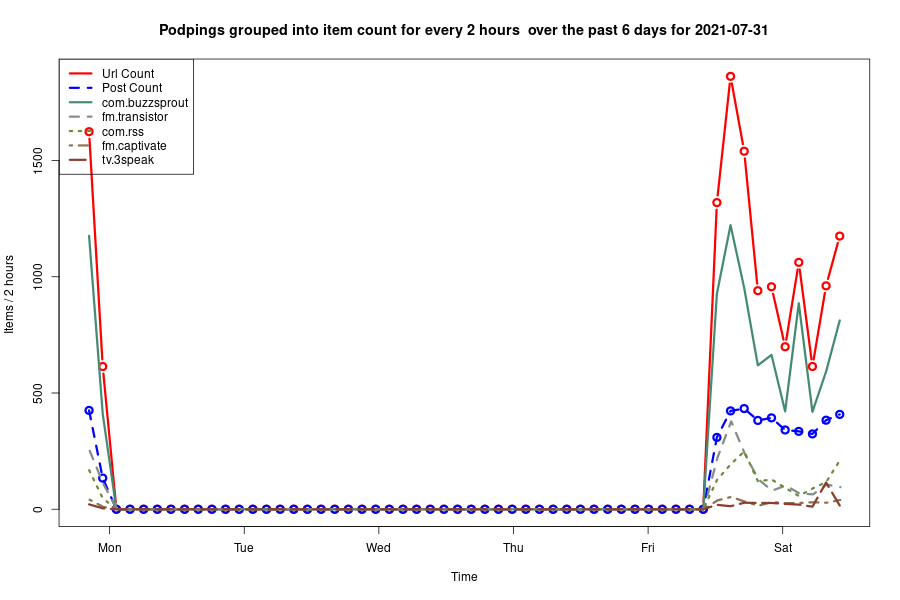 Podpings grouped into item count for every 2 hours  over the past 6 days for 2021-07-31
Url Count
Post Count
com.buzzsprout
fm.transistor
com.rss
fm.captivate
tv.3speak
Items / 2 hours
1500
1000
500
0
Mon Tue Wed Thu Fri Sat
Time